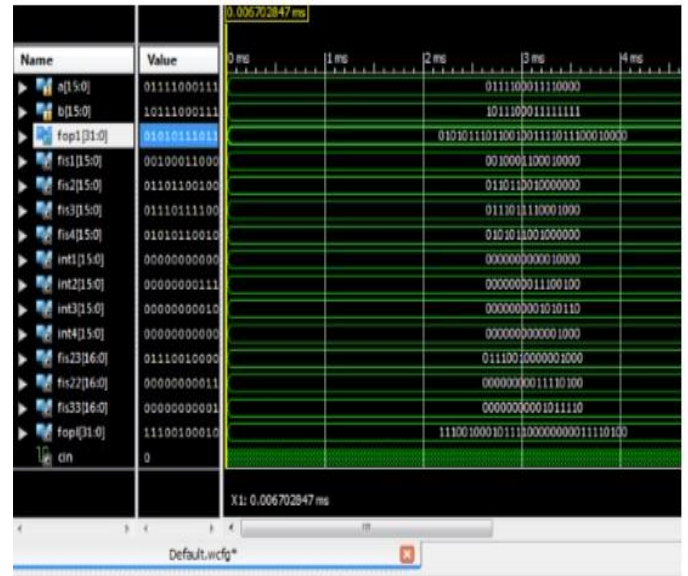 0.006702847 ms
Name Value 0 ms 1 ms 2 ms 3 ms 4 ms
a[15:0] 01111000111 0111100011110000
b[15:0] 10111000111 1011100011111111
fop1[31:0] 01010111011 01010111011001001111011100010000
fis1[15:0] 00100011000 0010001100010000
fis2[15:0] 01101100100 0110110010000000
fis3[15:0] 01110111100 0111011110001000
fis4[15:0] 01010110010 0101011001000000
int1[15:0] 00000000000 0000000000010000
int2[15:0] 00000000111 0000000011100100
int3[15:0] 00000000010 0000000001010110
int4[15:0] 00000000000 0000000000001000
fis23[16:0] 01110010000 01110010000001000
fis22[16:0] 00000000011 00000000011110100
fis33[16:0] 00000000001 00000000001011110
fopl[31:0] 11100100010 11100100010111100000000011110100
cin 0
X1: 0.006702847 ms
Default.wcfg*